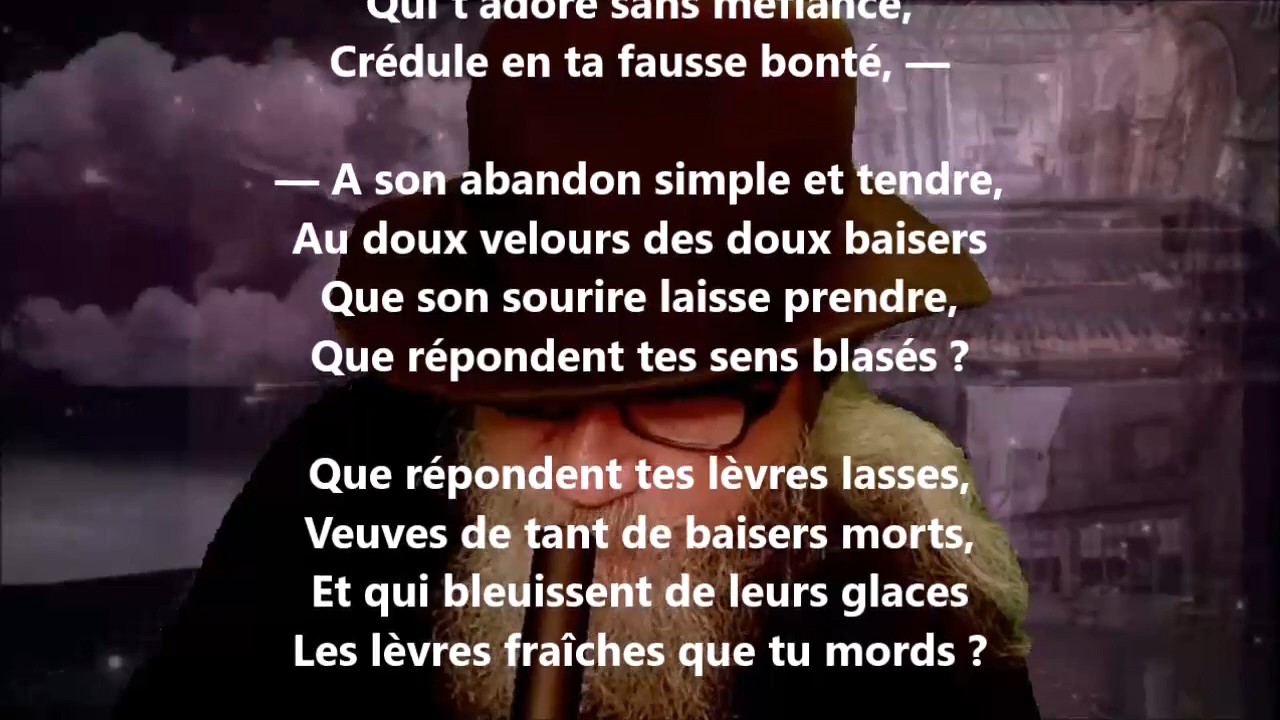 Qui t'adore sans méfiance,
Crédule en ta fausse bonté, —
— A son abandon simple et tendre,
Au doux velours des doux baisers
Que son sourire laisse prendre,
Que répondent tes sens blasés ?
Que répondent tes lèvres lasses,
Veuves de tant de baisers morts,
Et qui bleuissent de leurs glaces
Les lèvres fraîches que tu mords ?